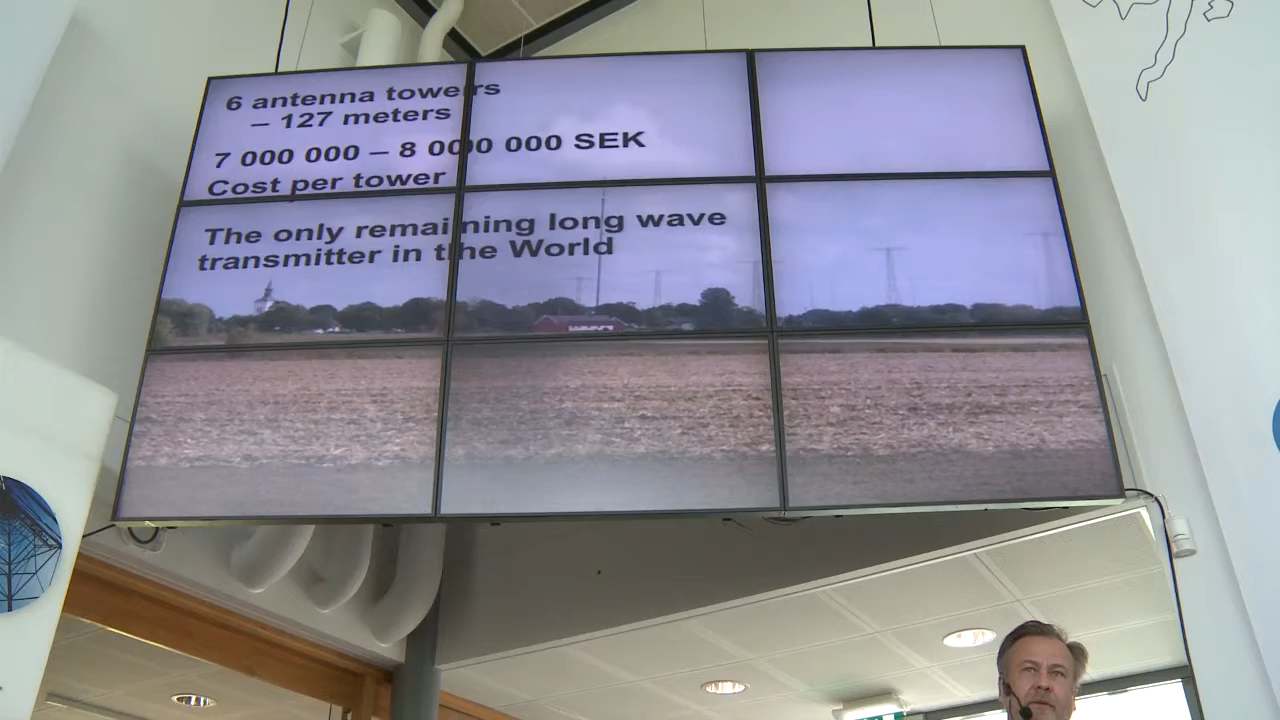 6 antenna towers
– 127 meters
7 000 000 – 8 000 000 SEK
Cost per tower
The only remaining long wave
transmitter in the World